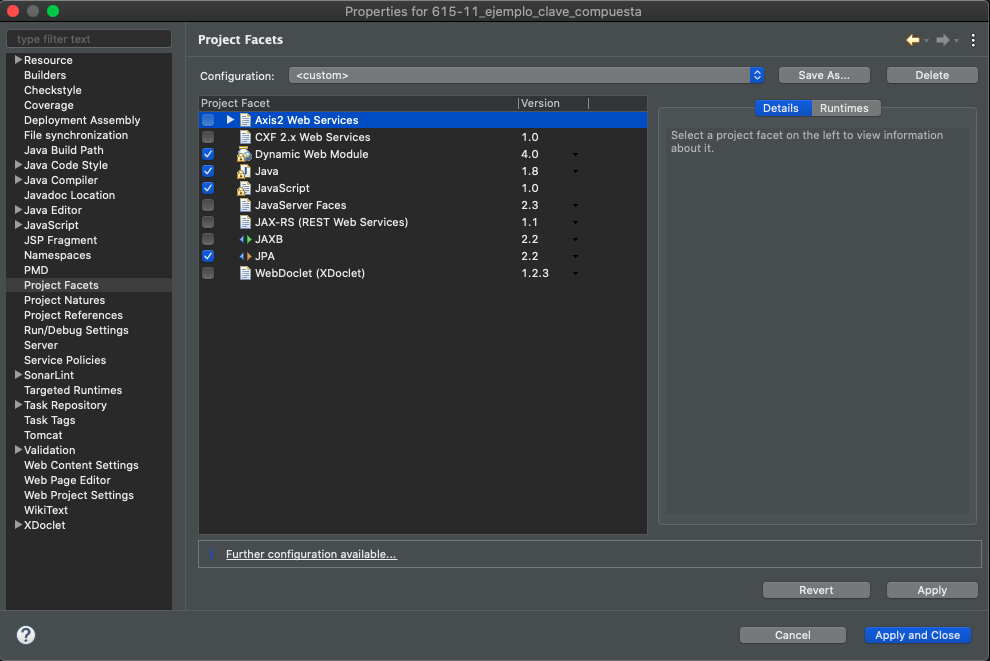 Properties for 615-11_ejemplo_clave_compuesta
type filter text
Resource
Builders
Checkstyle
Coverage
Deployment Assembly
File synchronization
Java Build Path
Java Code Style
Java Compiler
Javadoc Location
Java Editor
JavaScript
JSP Fragment
Namespaces
PMD
Project Facets
Project Natures
Project References
Run/Debug Settings
Server
Service Policies
SonarLint
Targeted Runtimes
Task Repository
Task Tags
Tomcat
Validation
Web Content Settings
Web Page Editor
Web Project Settings
WikiText
XDoclet
Project Facets
Configuration: <custom> Save As... Delete
Project Facet Version
Axis2 Web Services
CXF 2.x Web Services 1.0
Dynamic Web Module 4.0
Java 1.8
JavaScript 1.0
JavaServer Faces 2.3
JAX-RS (REST Web Services) 1.1
JAXB 2.2
JPA 2.2
WebDoclet (XDoclet) 1.2.3
Details Runtimes
Select a project facet on the left to view information
about it.
i Further configuration available...
Revert Apply
? Cancel Apply and Close